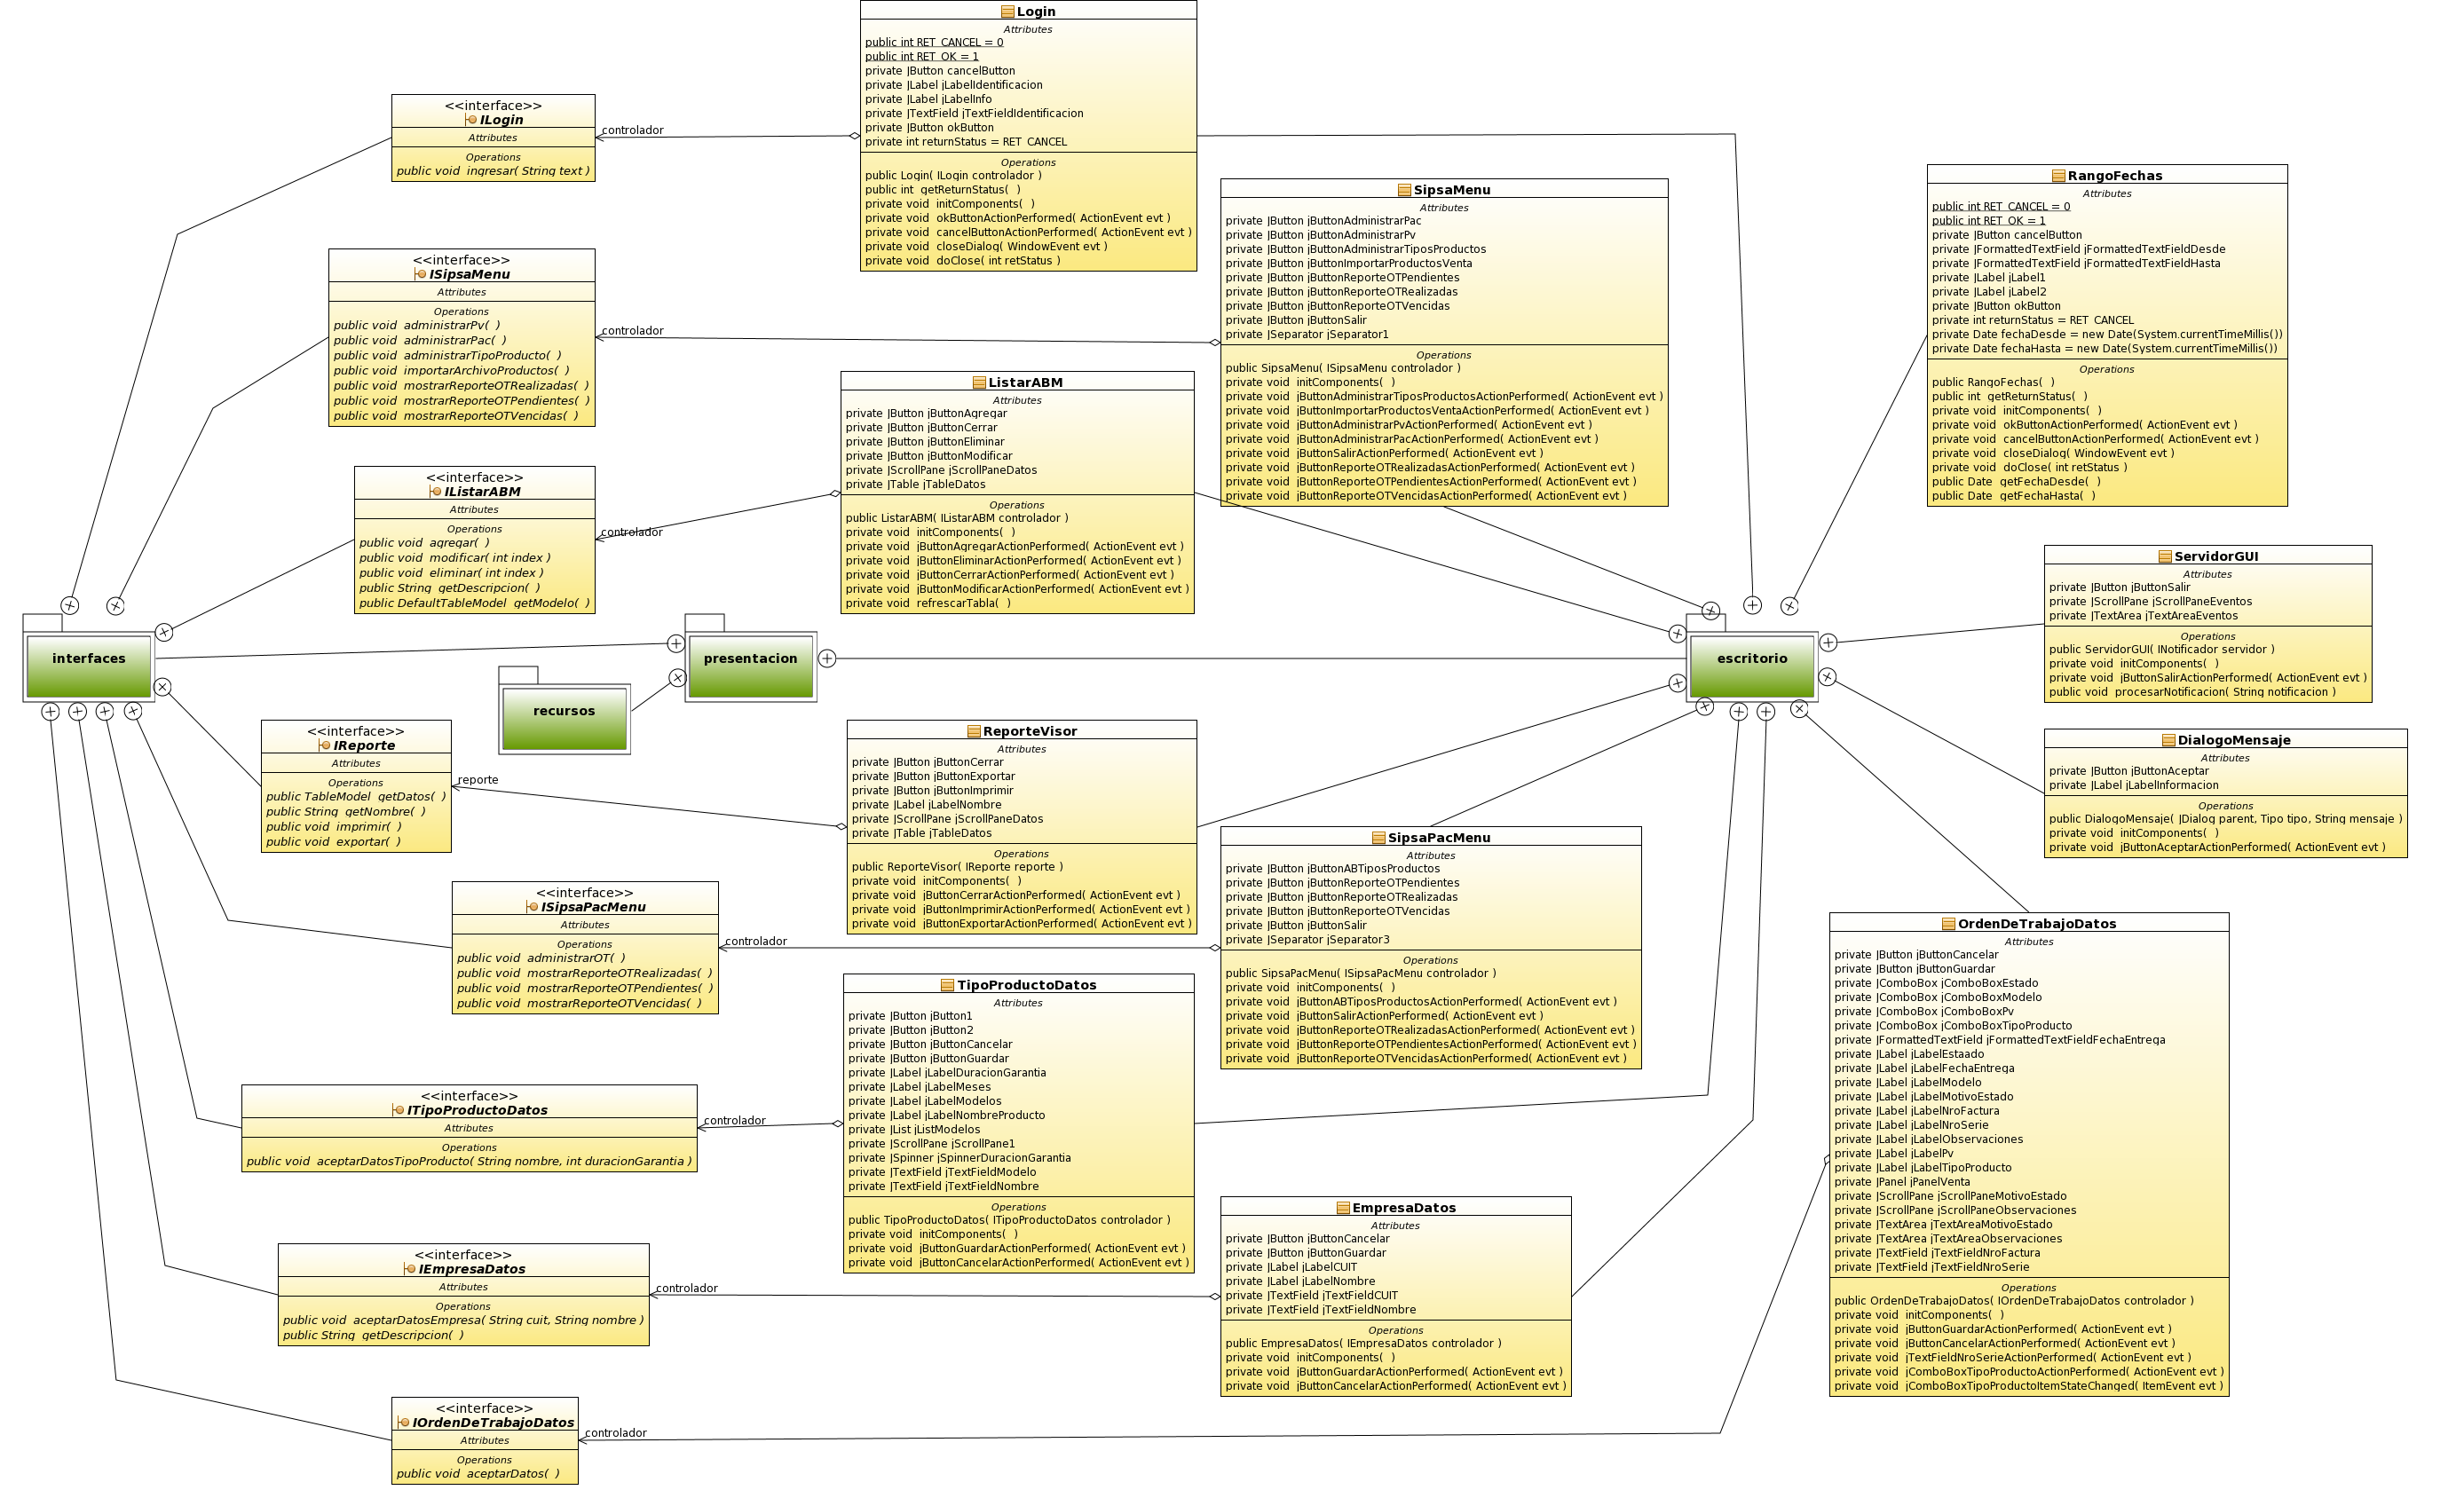 Login
Attributes
public int RET_CANCEL = 0
public int RET_OK = 1
private JButton cancelButton
private JLabel jLabelIdentificacion
private JLabel jLabelInfo
private JTextField jTextFieldIdentificacion
private JButton okButton
private int returnStatus = RET_CANCEL
Operations
public Login( ILogin controlador )
public int  getReturnStatus(  )
private void  initComponents(  )
private void  okButtonActionPerformed( ActionEvent evt )
private void  cancelButtonActionPerformed( ActionEvent evt )
private void  closeDialog( WindowEvent evt )
private void  doClose( int retStatus )
<<interface>>
ILogin
Attributes
Operations
public void  ingresar( String text )
controlador
SipsaMenu
Attributes
private JButton jButtonAdministrarPac
private JButton jButtonAdministrarPv
private JButton jButtonAdministrarTiposProductos
private JButton jButtonImportarProductosVenta
private JButton jButtonReporteOTPendientes
private JButton jButtonReporteOTRealizadas
private JButton jButtonReporteOTVencidas
private JButton jButtonSalir
private JSeparator jSeparator1
Operations
public SipsaMenu( ISipsaMenu controlador )
private void  initComponents(  )
private void  jButtonAdministrarTiposProductosActionPerformed( ActionEvent evt )
private void  jButtonImportarProductosVentaActionPerformed( ActionEvent evt )
private void  jButtonAdministrarPvActionPerformed( ActionEvent evt )
private void  jButtonAdministrarPacActionPerformed( ActionEvent evt )
private void  jButtonSalirActionPerformed( ActionEvent evt )
private void  jButtonReporteOTRealizadasActionPerformed( ActionEvent evt )
private void  jButtonReporteOTPendientesActionPerformed( ActionEvent evt )
private void  jButtonReporteOTVencidasActionPerformed( ActionEvent evt )
RangoFechas
Attributes
public int RET_CANCEL = 0
public int RET_OK = 1
private JButton cancelButton
private JFormattedTextField jFormattedTextFieldDesde
private JFormattedTextField jFormattedTextFieldHasta
private JLabel jLabel1
private JLabel jLabel2
private JButton okButton
private int returnStatus = RET_CANCEL
private Date fechaDesde = new Date(System.currentTimeMillis())
private Date fechaHasta = new Date(System.currentTimeMillis())
Operations
public RangoFechas(  )
public int  getReturnStatus(  )
private void  initComponents(  )
private void  okButtonActionPerformed( ActionEvent evt )
private void  cancelButtonActionPerformed( ActionEvent evt )
private void  closeDialog( WindowEvent evt )
private void  doClose( int retStatus )
public Date  getFechaDesde(  )
public Date  getFechaHasta(  )
<<interface>>
ISipsaMenu
Attributes
Operations
public void  administrarPv(  )
public void  administrarPac(  )
public void  administrarTipoProducto(  )
public void  importarArchivoProductos(  )
public void  mostrarReporteOTRealizadas(  )
public void  mostrarReporteOTPendientes(  )
public void  mostrarReporteOTVencidas(  )
controlador
ListarABM
Attributes
private JButton jButtonAgregar
private JButton jButtonCerrar
private JButton jButtonEliminar
private JButton jButtonModificar
private JScrollPane jScrollPaneDatos
private JTable jTableDatos
Operations
public ListarABM( IListarABM controlador )
private void  initComponents(  )
private void  jButtonAgregarActionPerformed( ActionEvent evt )
private void  jButtonEliminarActionPerformed( ActionEvent evt )
private void  jButtonCerrarActionPerformed( ActionEvent evt )
private void  jButtonModificarActionPerformed( ActionEvent evt )
private void  refrescarTabla(  )
<<interface>>
IListarABM
Attributes
Operations
public void  agregar(  )
public void  modificar( int index )
public void  eliminar( int index )
public String  getDescripcion(  )
public DefaultTableModel  getModelo(  )
controlador
ServidorGUI
Attributes
private JButton jButtonSalir
private JScrollPane jScrollPaneEventos
private JTextArea jTextAreaEventos
Operations
public ServidorGUI( INotificador servidor )
private void  initComponents(  )
private void  jButtonSalirActionPerformed( ActionEvent evt )
public void  procesarNotificacion( String notificacion )
interfaces
presentacion
escritorio
recursos
<<interface>>
IReporte
Attributes
Operations
public TableModel  getDatos(  )
public String  getNombre(  )
public void  imprimir(  )
public void  exportar(  )
reporte
ReporteVisor
Attributes
private JButton jButtonCerrar
private JButton jButtonExportar
private JButton jButtonImprimir
private JLabel jLabelNombre
private JScrollPane jScrollPaneDatos
private JTable jTableDatos
Operations
public ReporteVisor( IReporte reporte )
private void  initComponents(  )
private void  jButtonCerrarActionPerformed( ActionEvent evt )
private void  jButtonImprimirActionPerformed( ActionEvent evt )
private void  jButtonExportarActionPerformed( ActionEvent evt )
DialogoMensaje
Attributes
private JButton jButtonAceptar
private JLabel jLabelInformacion
Operations
public DialogoMensaje( JDialog parent, Tipo tipo, String mensaje )
private void  initComponents(  )
private void  jButtonAceptarActionPerformed( ActionEvent evt )
SipsaPacMenu
Attributes
private JButton jButtonABTiposProductos
private JButton jButtonReporteOTPendientes
private JButton jButtonReporteOTRealizadas
private JButton jButtonReporteOTVencidas
private JButton jButtonSalir
private JSeparator jSeparator3
Operations
public SipsaPacMenu( ISipsaPacMenu controlador )
private void  initComponents(  )
private void  jButtonABTiposProductosActionPerformed( ActionEvent evt )
private void  jButtonSalirActionPerformed( ActionEvent evt )
private void  jButtonReporteOTRealizadasActionPerformed( ActionEvent evt )
private void  jButtonReporteOTPendientesActionPerformed( ActionEvent evt )
private void  jButtonReporteOTVencidasActionPerformed( ActionEvent evt )
<<interface>>
ISipsaPacMenu
Attributes
Operations
public void  administrarOT(  )
public void  mostrarReporteOTRealizadas(  )
public void  mostrarReporteOTPendientes(  )
public void  mostrarReporteOTVencidas(  )
controlador
OrdenDeTrabajoDatos
Attributes
private JButton jButtonCancelar
private JButton jButtonGuardar
private JComboBox jComboBoxEstado
private JComboBox jComboBoxModelo
private JComboBox jComboBoxPv
private JComboBox jComboBoxTipoProducto
private JFormattedTextField jFormattedTextFieldFechaEntrega
private JLabel jLabelEstaado
private JLabel jLabelFechaEntrega
private JLabel jLabelModelo
private JLabel jLabelMotivoEstado
private JLabel jLabelNroFactura
private JLabel jLabelNroSerie
private JLabel jLabelObservaciones
private JLabel jLabelPv
private JLabel jLabelTipoProducto
private JPanel jPanelVenta
private JScrollPane jScrollPaneMotivoEstado
private JScrollPane jScrollPaneObservaciones
private JTextArea jTextAreaMotivoEstado
private JTextArea jTextAreaObservaciones
private JTextField jTextFieldNroFactura
private JTextField jTextFieldNroSerie
Operations
public OrdenDeTrabajoDatos( IOrdenDeTrabajoDatos controlador )
private void  initComponents(  )
private void  jButtonGuardarActionPerformed( ActionEvent evt )
private void  jButtonCancelarActionPerformed( ActionEvent evt )
private void  jTextFieldNroSerieActionPerformed( ActionEvent evt )
private void  jComboBoxTipoProductoActionPerformed( ActionEvent evt )
private void  jComboBoxTipoProductoItemStateChanged( ItemEvent evt )
TipoProductoDatos
Attributes
private JButton jButton1
private JButton jButton2
private JButton jButtonCancelar
private JButton jButtonGuardar
private JLabel jLabelDuracionGarantia
private JLabel jLabelMeses
private JLabel jLabelModelos
private JLabel jLabelNombreProducto
private JList jListModelos
private JScrollPane jScrollPane1
private JSpinner jSpinnerDuracionGarantia
private JTextField jTextFieldModelo
private JTextField jTextFieldNombre
Operations
public TipoProductoDatos( ITipoProductoDatos controlador )
private void  initComponents(  )
private void  jButtonGuardarActionPerformed( ActionEvent evt )
private void  jButtonCancelarActionPerformed( ActionEvent evt )
<<interface>>
ITipoProductoDatos
Attributes
Operations
public void  aceptarDatosTipoProducto( String nombre, int duracionGarantia )
controlador
EmpresaDatos
Attributes
private JButton jButtonCancelar
private JButton jButtonGuardar
private JLabel jLabelCUIT
private JLabel jLabelNombre
private JTextField jTextFieldCUIT
private JTextField jTextFieldNombre
Operations
public EmpresaDatos( IEmpresaDatos controlador )
private void  initComponents(  )
private void  jButtonGuardarActionPerformed( ActionEvent evt )
private void  jButtonCancelarActionPerformed( ActionEvent evt )
<<interface>>
IEmpresaDatos
Attributes
Operations
public void  aceptarDatosEmpresa( String cuit, String nombre )
public String  getDescripcion(  )
controlador
<<interface>>
IOrdenDeTrabajoDatos
Attributes
Operations
public void  aceptarDatos(  )
controlador